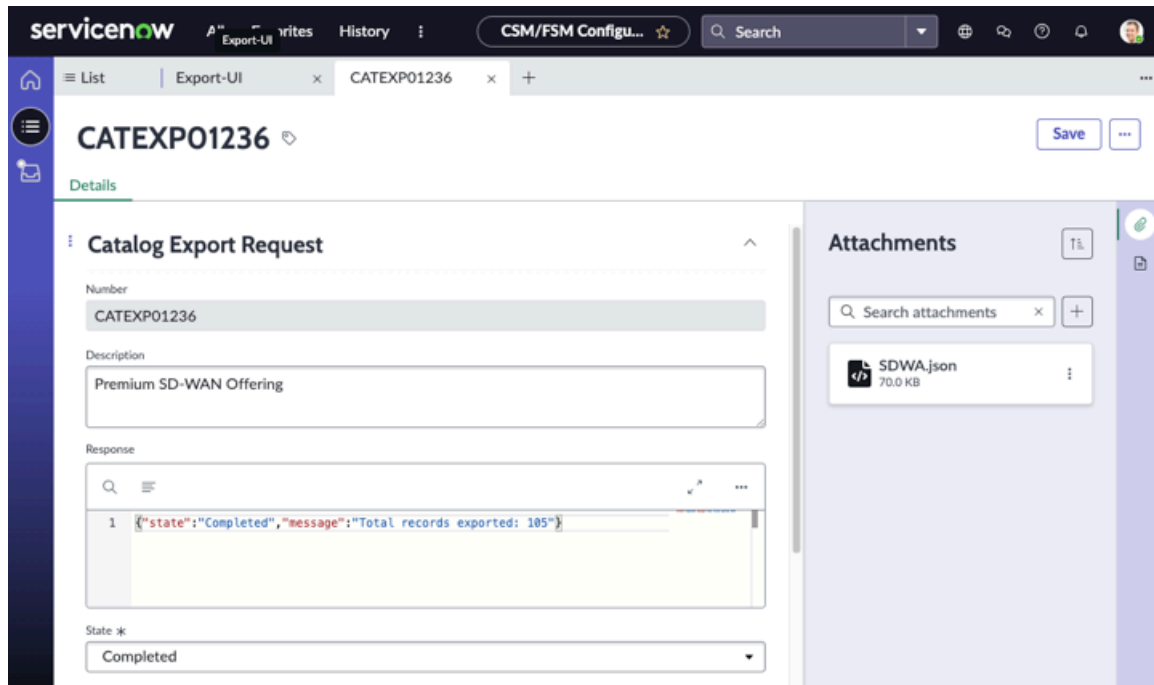 servicenow
Export-UI
History
CSM/FSM Configu...
Search
List
Export-UI
CATEXP01236
CATEXP01236
Save
Details
Catalog Export Request
Number
CATEXP01236
Description
Premium SD-WAN Offering
Response
1 {"state":"Completed","message":"Total records exported: 105"}
State *
Completed
Attachments
Search attachments
SDWA.json
70.0 KB